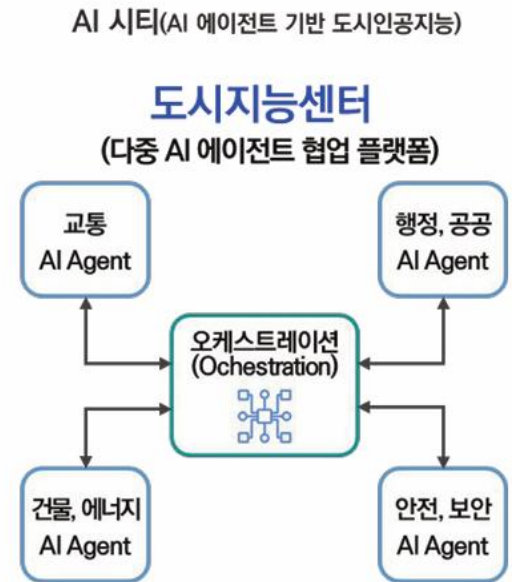 AI 시티(AI 에이전트 기반 도시인공지능)
도시지능센터
(다중 AI 에이전트 협업 플랫폼)
교통
AI Agent
행정, 공공
AI Agent
오케스트레이션
(Ochestration)
건물, 에너지
AI Agent
안전, 보안
AI Agent